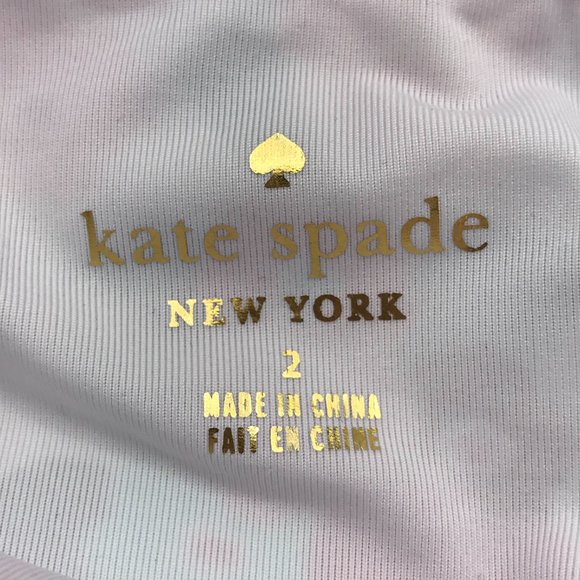 kate spade
NEW YORK
2
MADE IN CHINA
FAIT EN CHINE